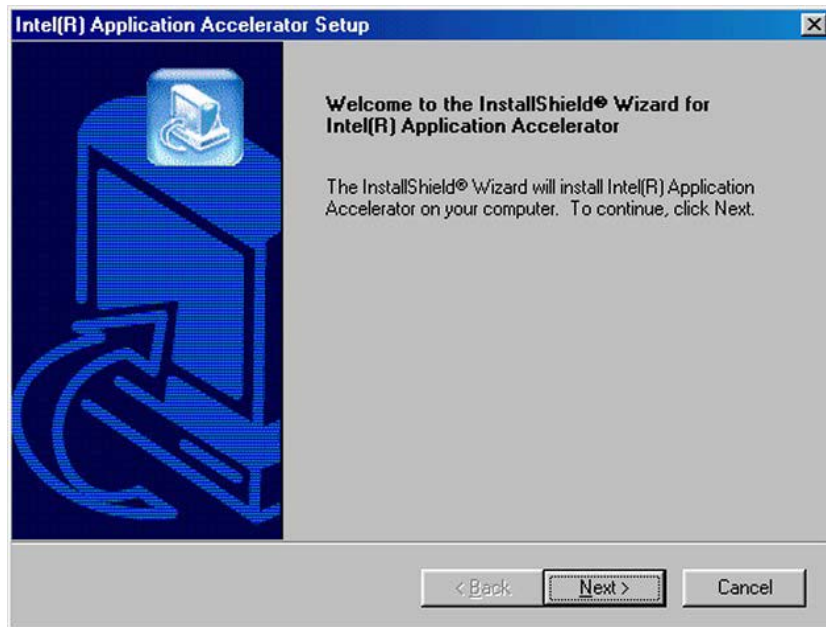 Intel(R) Application Accelerator Setup
Welcome to the InstallShield® Wizard for
Intel(R) Application Accelerator
The InstallShield® Wizard will install Intel(R) Application
Accelerator on your computer.  To continue, click Next.
< Back
Next >
Cancel